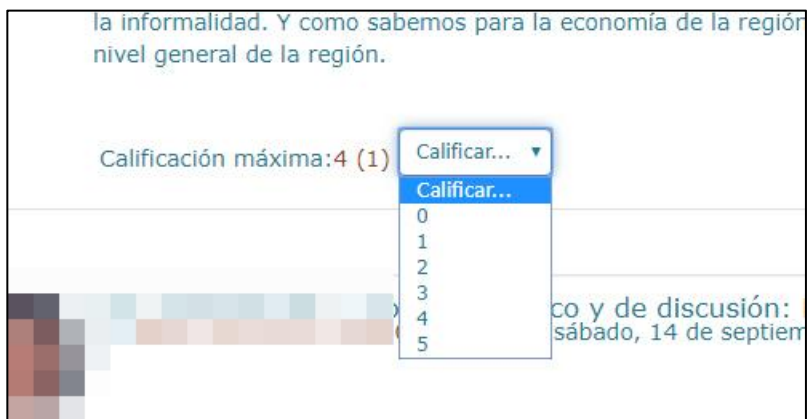 la informalidad. Y como sabemos para la economía de la región
nivel general de la región.
Calificación máxima:4 (1) Calificar...
Calificar...
0
1
2
3
4
5
co y de discusión:
sábado, 14 de septiem